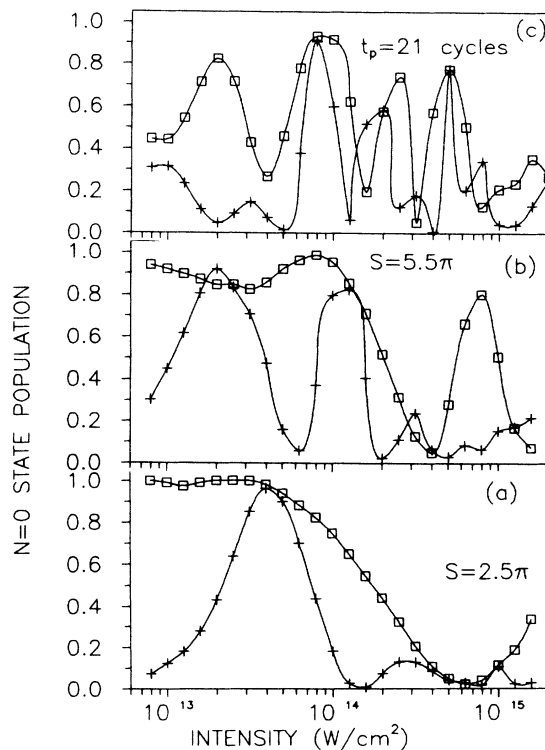 (c)
t_p=21 cycles
1.0
0.8
0.6
0.4
0.2
0.0
(b)
S=5.5π
1.0
0.8
0.6
0.4
0.2
0.0
(a)
S=2.5π
1.0
0.8
0.6
0.4
0.2
0.0
N=0 STATE POPULATION
10^13 10^14 10^15
INTENSITY (W/cm²)